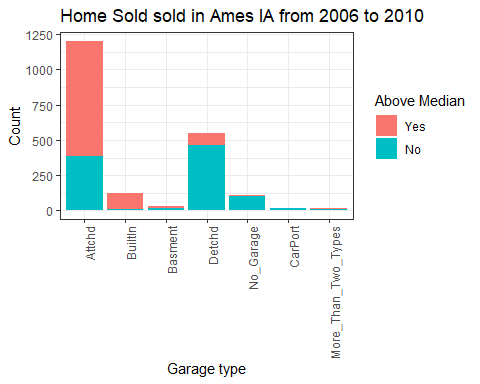 Home Sold sold in Ames IA from 2006 to 2010
1250
1000
750
500
250
0
Count
Attchd
BuiltIn
Basment
Detchd
No_Garage
CarPort
More_Than_Two_Types
Garage type
Above Median
Yes
No